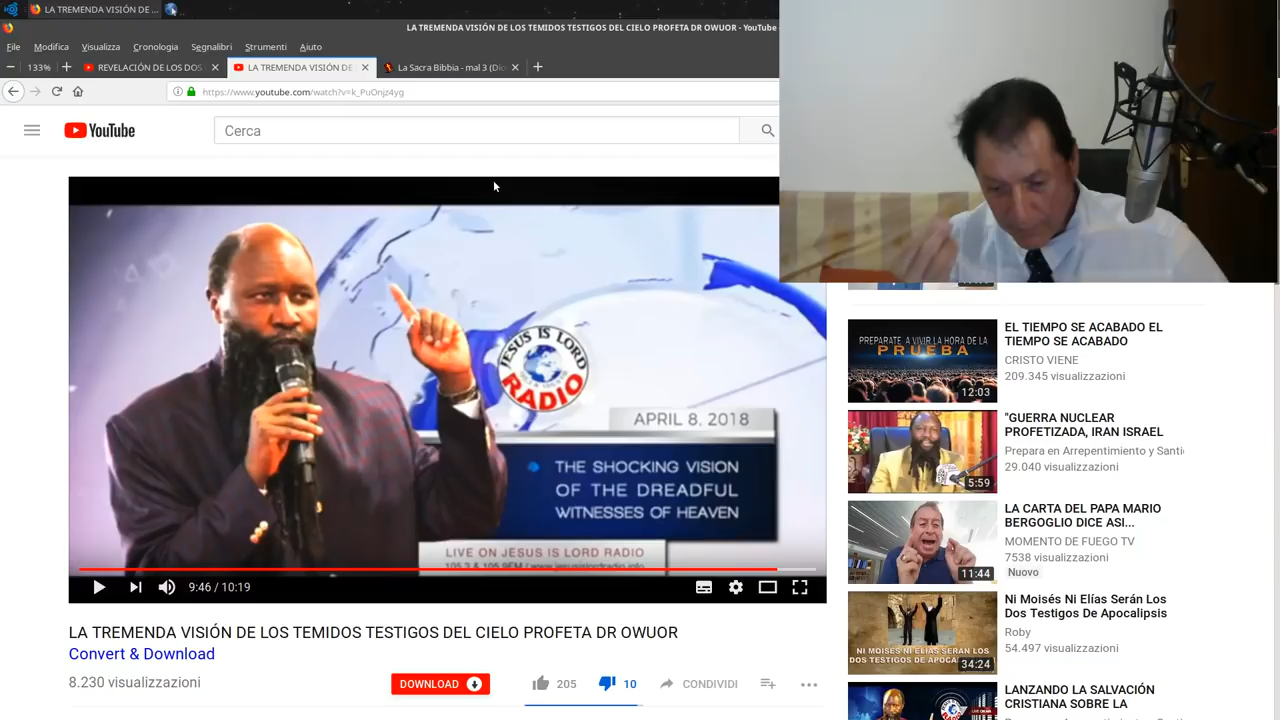 LA TREMENDA VISIÓN DE ...
LA TREMENDA VISIÓN DE LOS TEMIDOS TESTIGOS DEL CIELO PROFETA DR OWUOR - YouTube -
File Modifica Visualizza Cronologia Segnalibri Strumenti Aiuto
133% REVELACIÓN DE LOS DOS LA TREMENDA VISIÓN DE La Sacra Bibbia - mal 3 (Dio
https://www.youtube.com/watch?v=k_PuOnjz4yg
YouTube
Cerca
JESUS IS LORD
RADIO
APRIL 8, 2018
THE SHOCKING VISION
OF THE DREADFUL
WITNESSES OF HEAVEN
LIVE ON JESUS IS LORD RADIO
9:46 / 10:19
LA TREMENDA VISIÓN DE LOS TEMIDOS TESTIGOS DEL CIELO PROFETA DR OWUOR
Convert & Download
8.230 visualizzazioni
DOWNLOAD
205
10
CONDIVIDI
PREPARATE A VIVIR LA HORA DE LA
PRUEBA
12:03
EL TIEMPO SE ACABADO EL
TIEMPO SE ACABADO
CRISTO VIENE
209.345 visualizzazioni
5:59
"GUERRA NUCLEAR
PROFETIZADA, IRAN ISRAEL
Prepara en Arrepentimiento y Santi
29.040 visualizzazioni
11:44
LA CARTA DEL PAPA MARIO
BERGOGLIO DICE ASI...
MOMENTO DE FUEGO TV
7538 visualizzazioni
Nuovo
NI MOISES NI ELIAS SERAN LOS
DOS TESTIGOS DE
34:24
Ni Moisés Ni Elías Serán Los
Dos Testigos De Apocalipsis
Roby
54.497 visualizzazioni
LANZANDO LA SALVACIÓN
CRISTIANA SOBRE LA